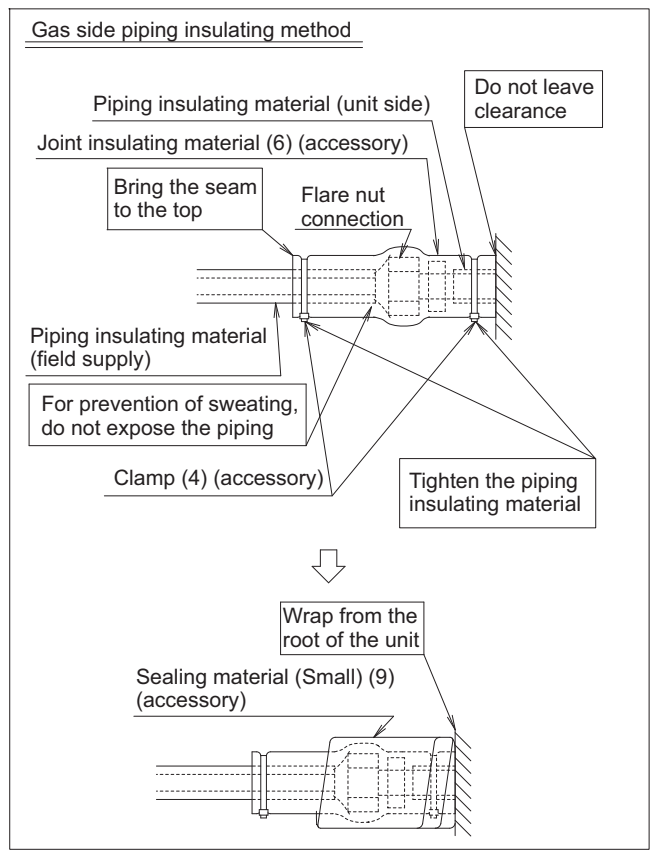 Gas side piping insulating method
Do not leave
clearance
Piping insulating material (unit side)
Joint insulating material (6) (accessory)
Bring the seam
to the top
Flare nut
connection
Piping insulating material
(field supply)
For prevention of sweating,
do not expose the piping
Clamp (4) (accessory)
Tighten the piping
insulating material
Wrap from the
root of the unit
Sealing material (Small) (9)
(accessory)